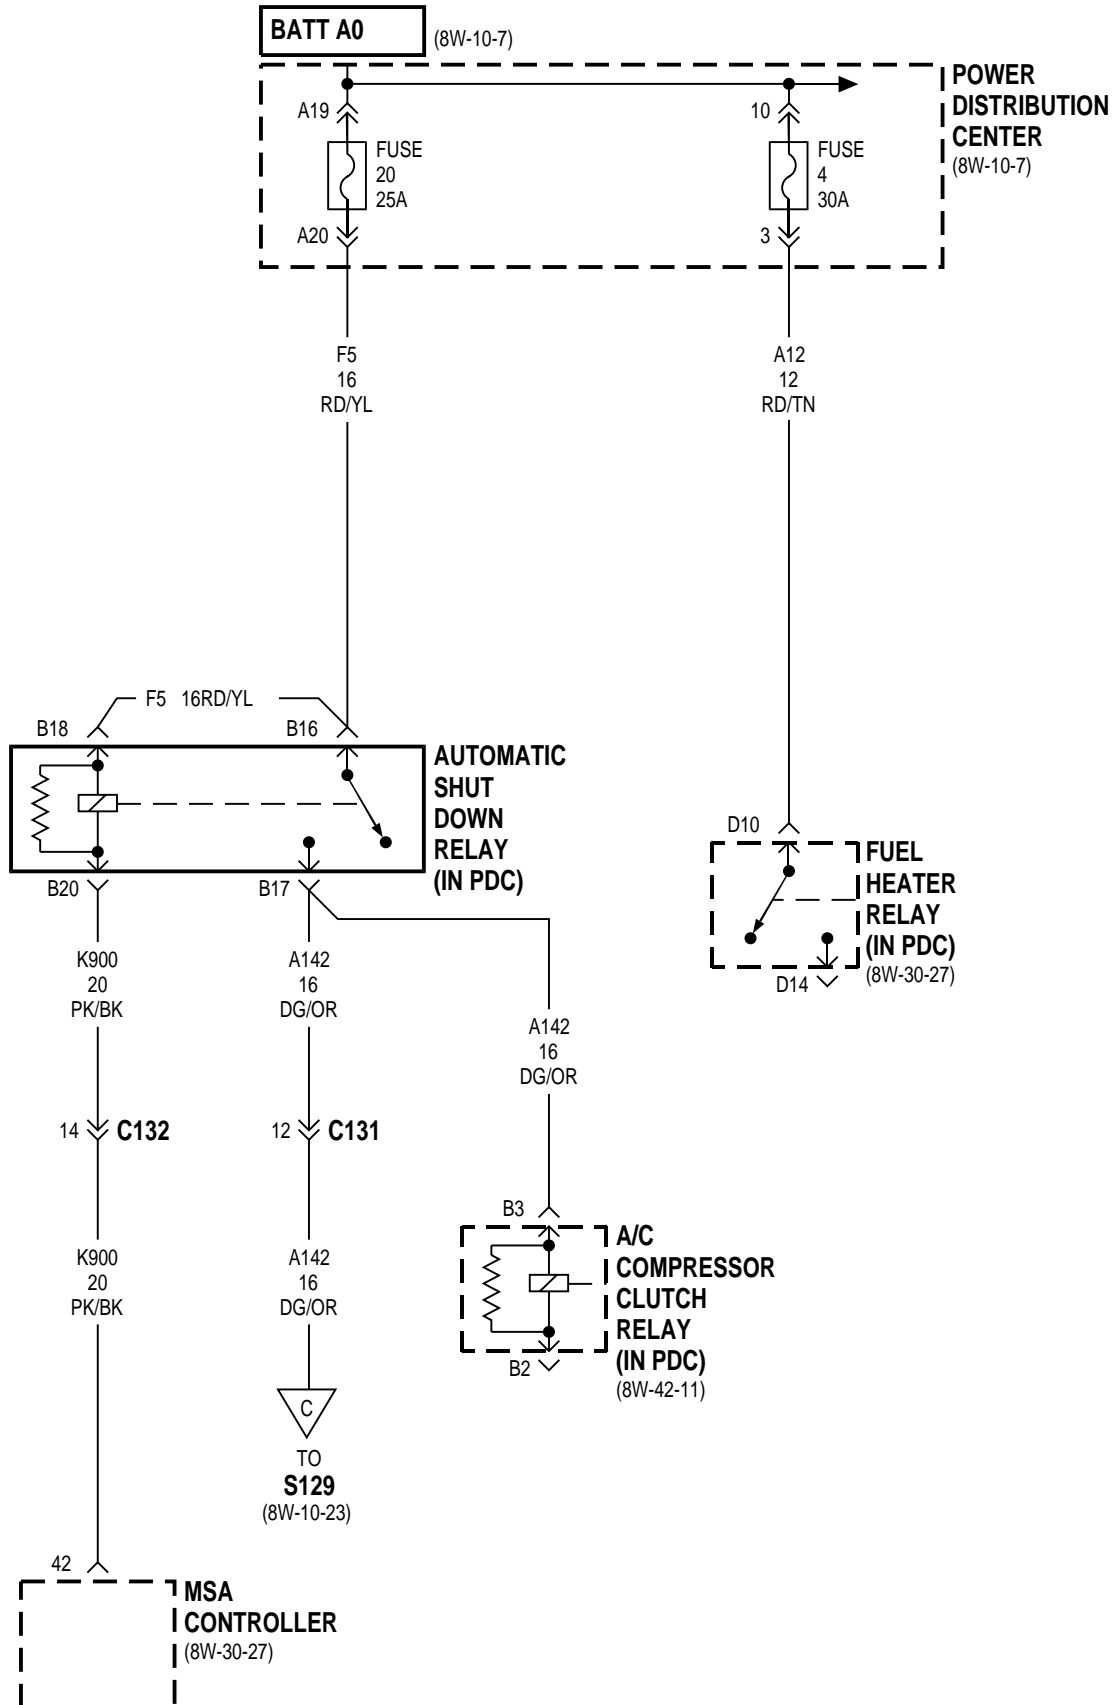 BATT A0
(8W-10-7)
POWER
DISTRIBUTION
CENTER
(8W-10-7)
A19
FUSE
20
25A
A20
10
FUSE
4
30A
3
F5
16
RD/YL
A12
12
RD/TN
F5 16RD/YL
B18
B16
AUTOMATIC
SHUT
DOWN
RELAY
(IN PDC)
B20
B17
D10
FUEL
HEATER
RELAY
(IN PDC)
(8W-30-27)
D14
K900
20
PK/BK
A142
16
DG/OR
A142
16
DG/OR
14 C132
12 C131
K900
20
PK/BK
A142
16
DG/OR
B3
A/C
COMPRESSOR
CLUTCH
RELAY
(IN PDC)
(8W-42-11)
B2
C
TO
S129
(8W-10-23)
42
MSA
CONTROLLER
(8W-30-27)